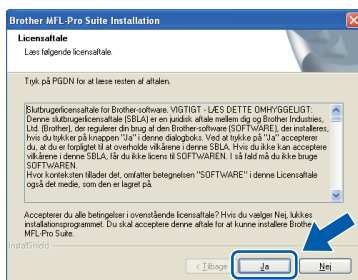 Brother MFL-Pro Suite Installation
Licensaftale
Læs følgende licensaftale.
Tryk på PGDN for at læse resten af aftalen.
Slutbrugerlicensaftale for Brother-software. VIGTIGT - LÆS DETTE OMHYGGELIGT:
Denne slutbrugerlicensaftale (SBLA) er en juridisk aftale mellem dig og Brother Industries,
Ltd. (Brother), der regulerer din brug af den Brother-software (SOFTWARE), der installeres,
hvis du trykker på knappen "Ja" i denne dialogboks. Ved at trykke på "Ja" accepterer
du, at du er forpligtet til at overholde vilkårene i denne SBLA. Hvis du ikke kan acceptere
vilkårene i denne SBLA, får du ikke licens til SOFTWAREN. I så fald må du ikke bruge
SOFTWAREN.
Hvor konteksten tillader det, omfatter betegnelsen "SOFTWARE" i denne Licensaftale
også det medie, som den er lagret på.
Accepterer du alle betingelser i ovenstående licensaftale? Hvis du vælger Nej, lukkes
installationsprogrammet. Du skal acceptere denne aftale for at kunne installere Brother
MFL-Pro Suite.
InstallShield
< Tilbage
Ja
Nej